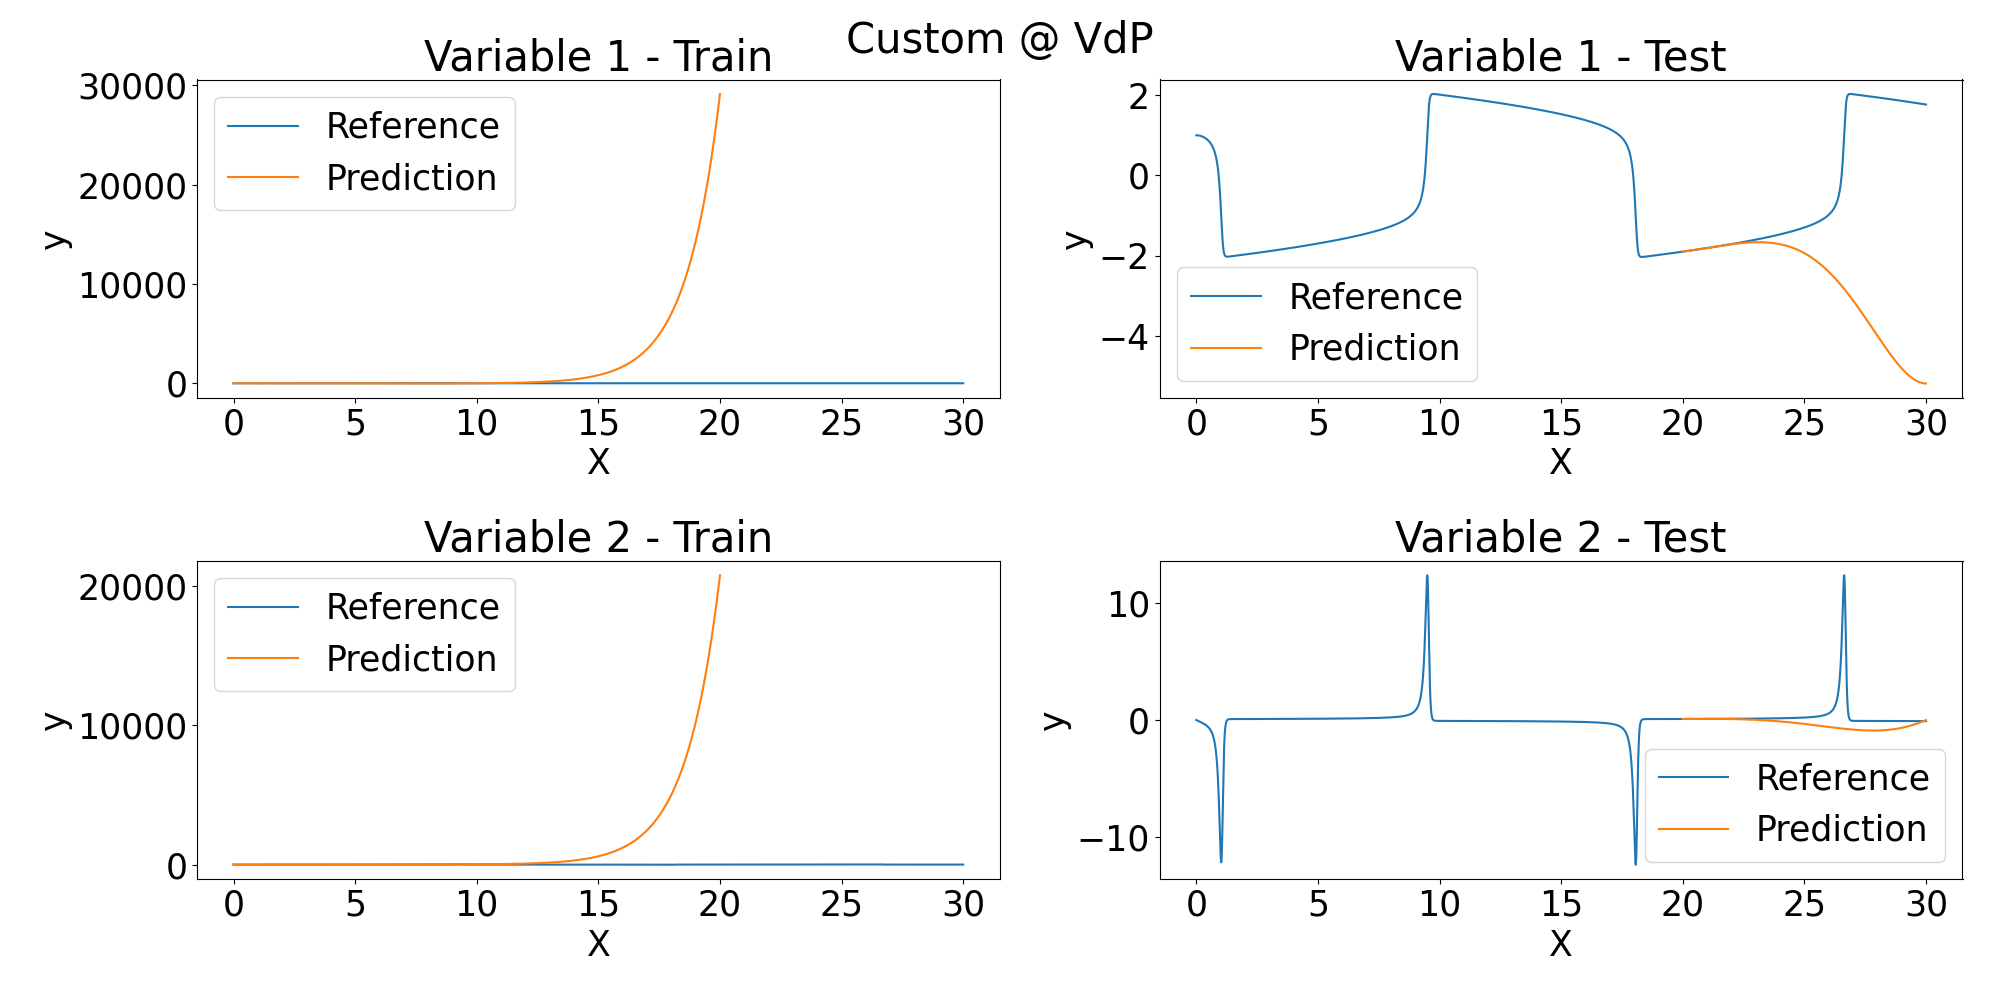 Custom @ VdP
Variable 1 - Train
30000
20000
10000
0
y
Reference
Prediction
0 5 10 15 20 25 30
X
Variable 1 - Test
2
0
−2
−4
y
Reference
Prediction
0 5 10 15 20 25 30
X
Variable 2 - Train
20000
10000
0
y
Reference
Prediction
0 5 10 15 20 25 30
X
Variable 2 - Test
10
0
−10
y
Reference
Prediction
0 5 10 15 20 25 30
X